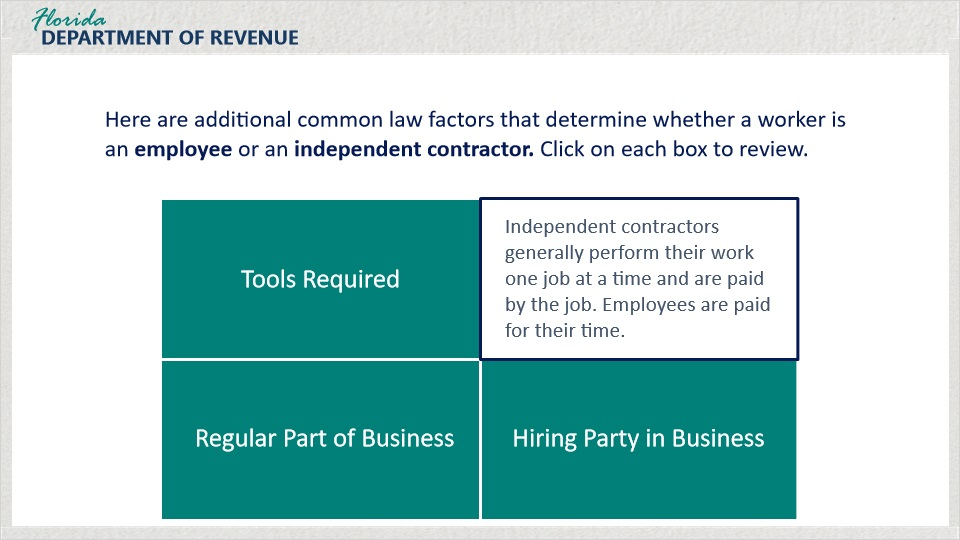 Florida
DEPARTMENT OF REVENUE
Here are additional common law factors that determine whether a worker is
an employee or an independent contractor. Click on each box to review.
Tools Required
Independent contractors
generally perform their work
one job at a time and are paid
by the job. Employees are paid
for their time.
Regular Part of Business
Hiring Party in Business